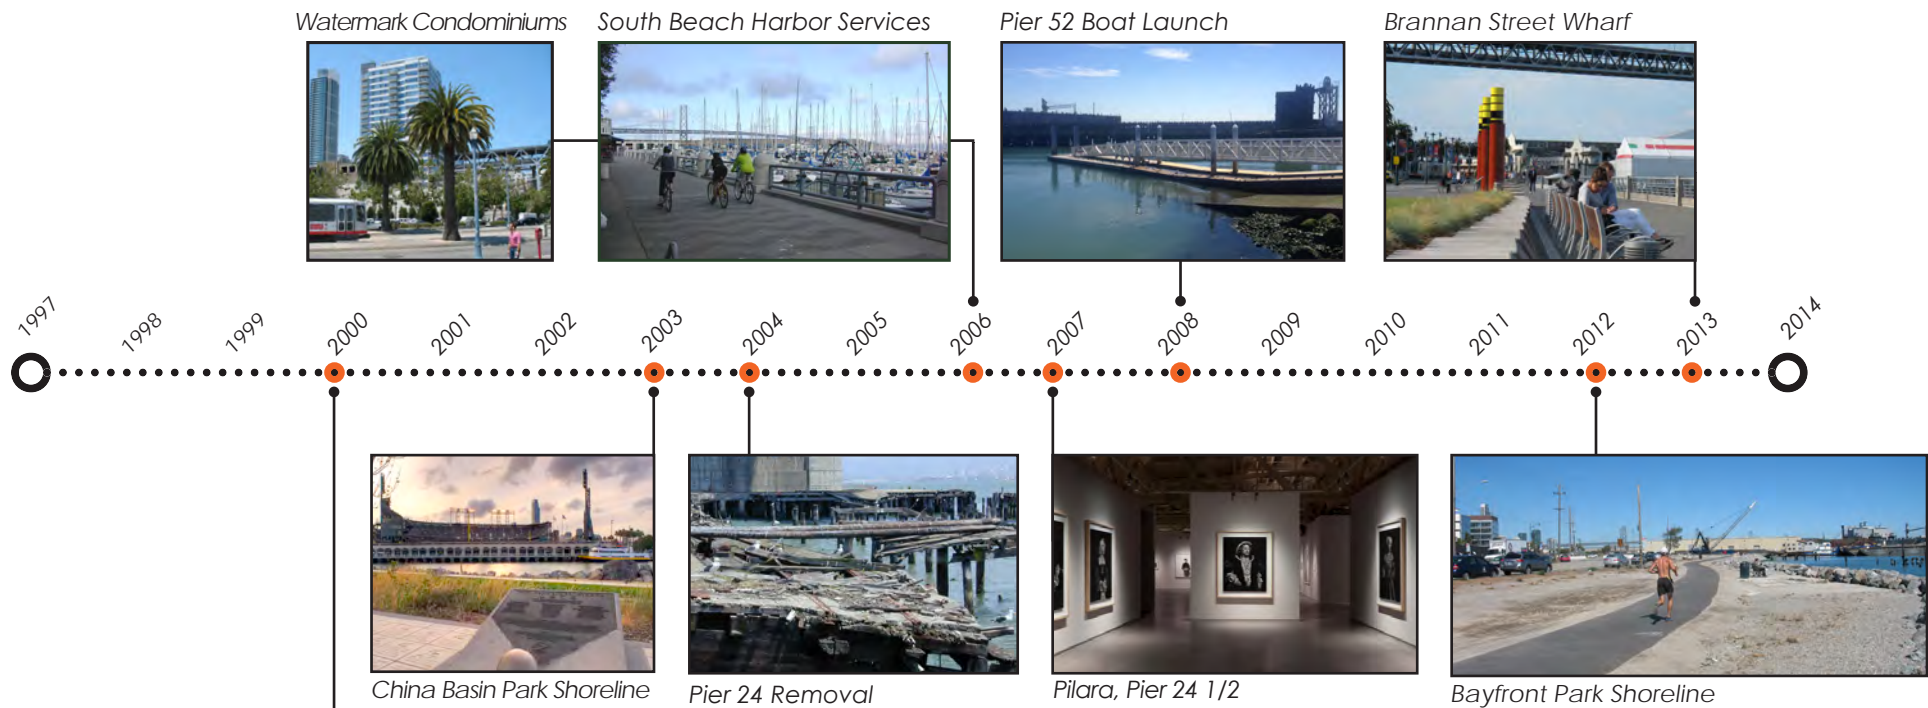 Watermark Condominiums
South Beach Harbor Services
Pier 52 Boat Launch
Brannan Street Wharf
1997
1998
1999
2000
2001
2002
2003
2004
2005
2006
2007
2008
2009
2010
2011
2012
2013
2014
China Basin Park Shoreline
Pier 24 Removal
Pilara, Pier 24 1/2
Bayfront Park Shoreline